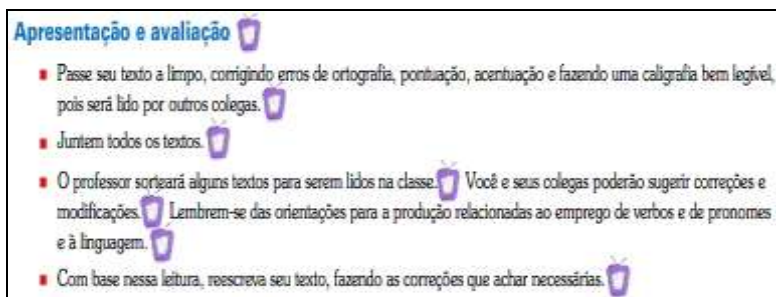 Apresentação e avaliação
Passe seu texto a limpo, corrigindo erros de ortografia, pontuação, acentuação e fazendo uma caligrafia bem legível,
pois será lido por outros colegas.
Juntem todos os textos.
O professor sorteará alguns textos para serem lidos na classe. Você e seus colegas poderão sugerir correções e
modificações. Lembrem-se das orientações para a produção relacionadas ao emprego de verbos e de pronomes
e à linguagem.
Com base nessa leitura, reescreva seu texto, fazendo as correções que achar necessárias.